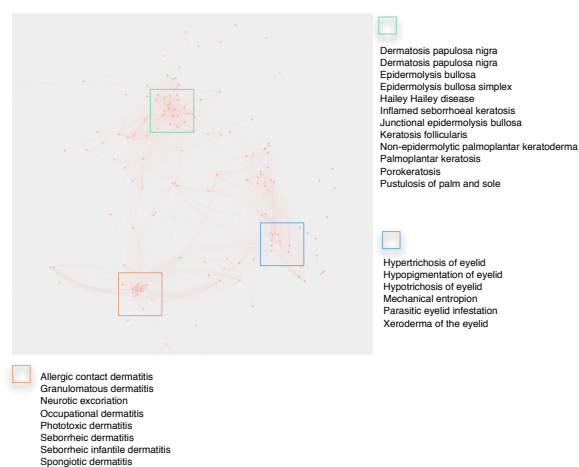 Dermatosis papulosa nigra
Dermatosis papulosa nigra
Epidermolysis bullosa
Epidermolysis bullosa simplex
Hailey Hailey disease
Inflamed seborrhoeal keratosis
Junctional epidermolysis bullosa
Keratosis follicularis
Non-epidermolytic palmoplantar keratoderma
Palmoplantar keratosis
Porokeratosis
Pustulosis of palm and sole
Hypertrichosis of eyelid
Hypopigmentation of eyelid
Hypotrichosis of eyelid
Mechanical entropion
Parasitic eyelid infestation
Xeroderma of the eyelid
Allergic contact dermatitis
Granulomatous dermatitis
Neurotic excoriation
Occupational dermatitis
Phototoxic dermatitis
Seborrheic dermatitis
Seborrheic infantile dermatitis
Spongiotic dermatitis